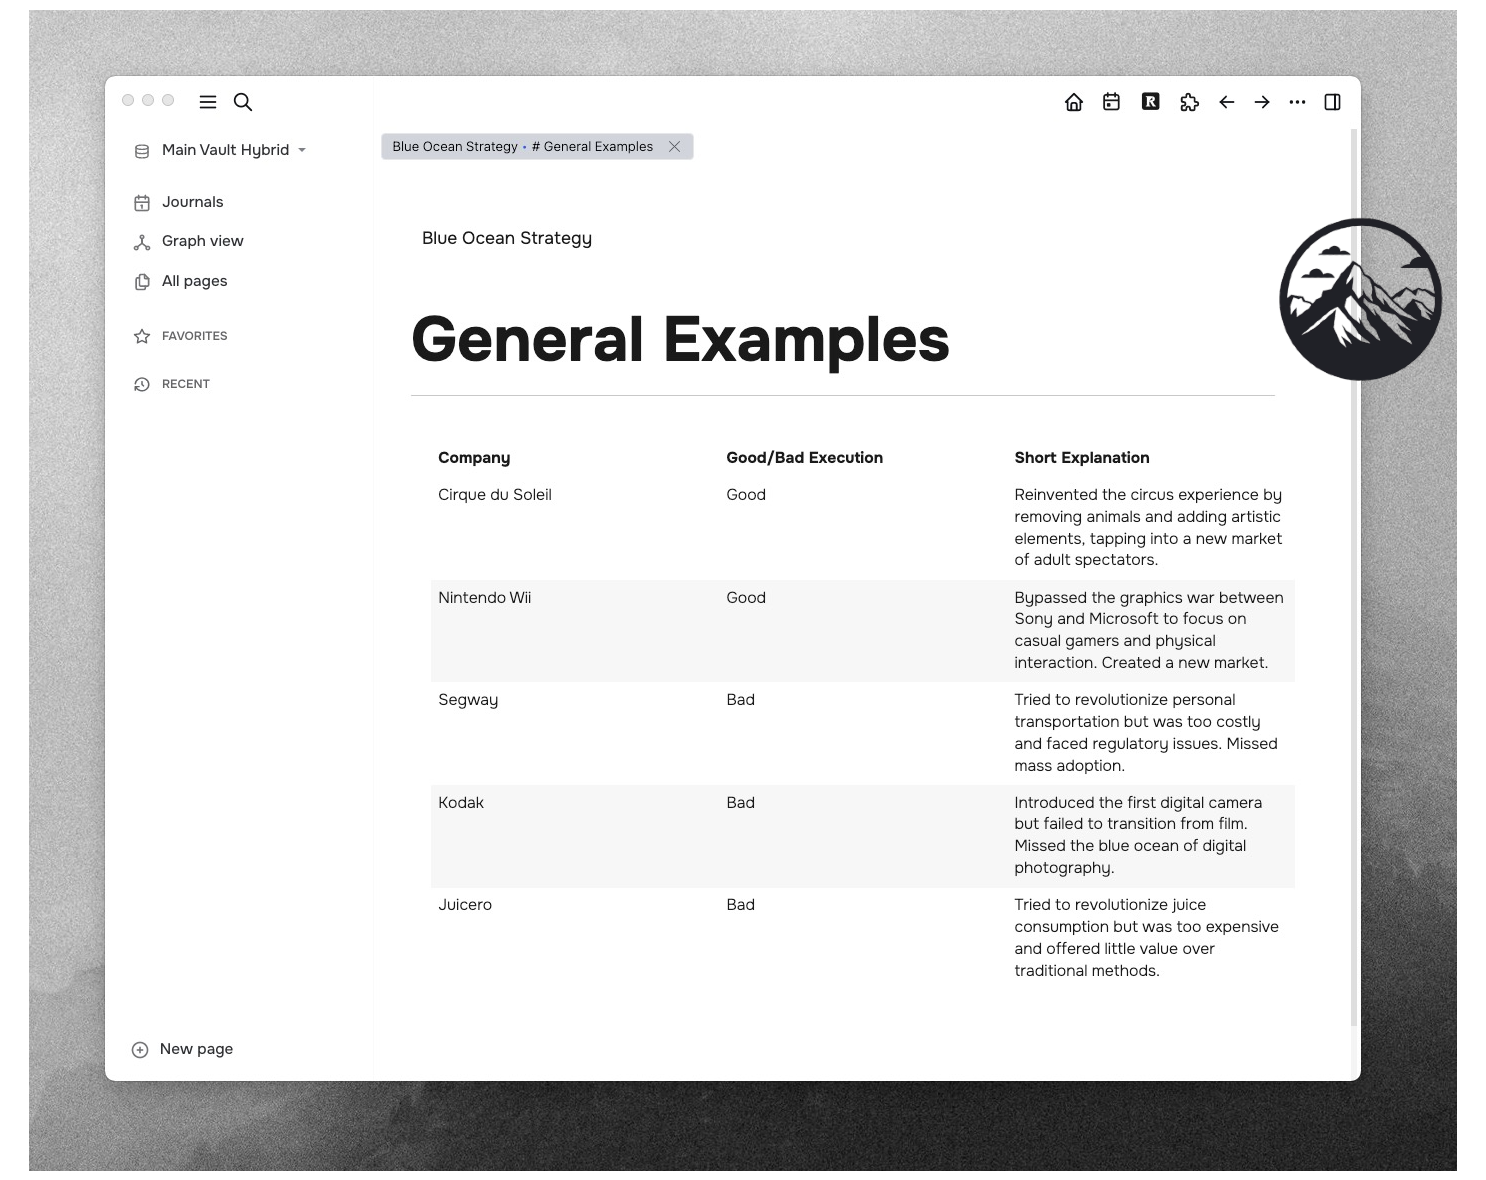 Main Vault Hybrid
Journals
Graph view
All pages
FAVORITES
RECENT
New page
R
Blue Ocean Strategy • # General Examples
Blue Ocean Strategy
General Examples
Company Good/Bad Execution Short Explanation
Cirque du Soleil Good Reinvented the circus experience by
removing animals and adding artistic
elements, tapping into a new market
of adult spectators.
Nintendo Wii Good Bypassed the graphics war between
Sony and Microsoft to focus on
casual gamers and physical
interaction. Created a new market.
Segway Bad Tried to revolutionize personal
transportation but was too costly
and faced regulatory issues. Missed
mass adoption.
Kodak Bad Introduced the first digital camera
but failed to transition from film.
Missed the blue ocean of digital
photography.
Juicero Bad Tried to revolutionize juice
consumption but was too expensive
and offered little value over
traditional methods.